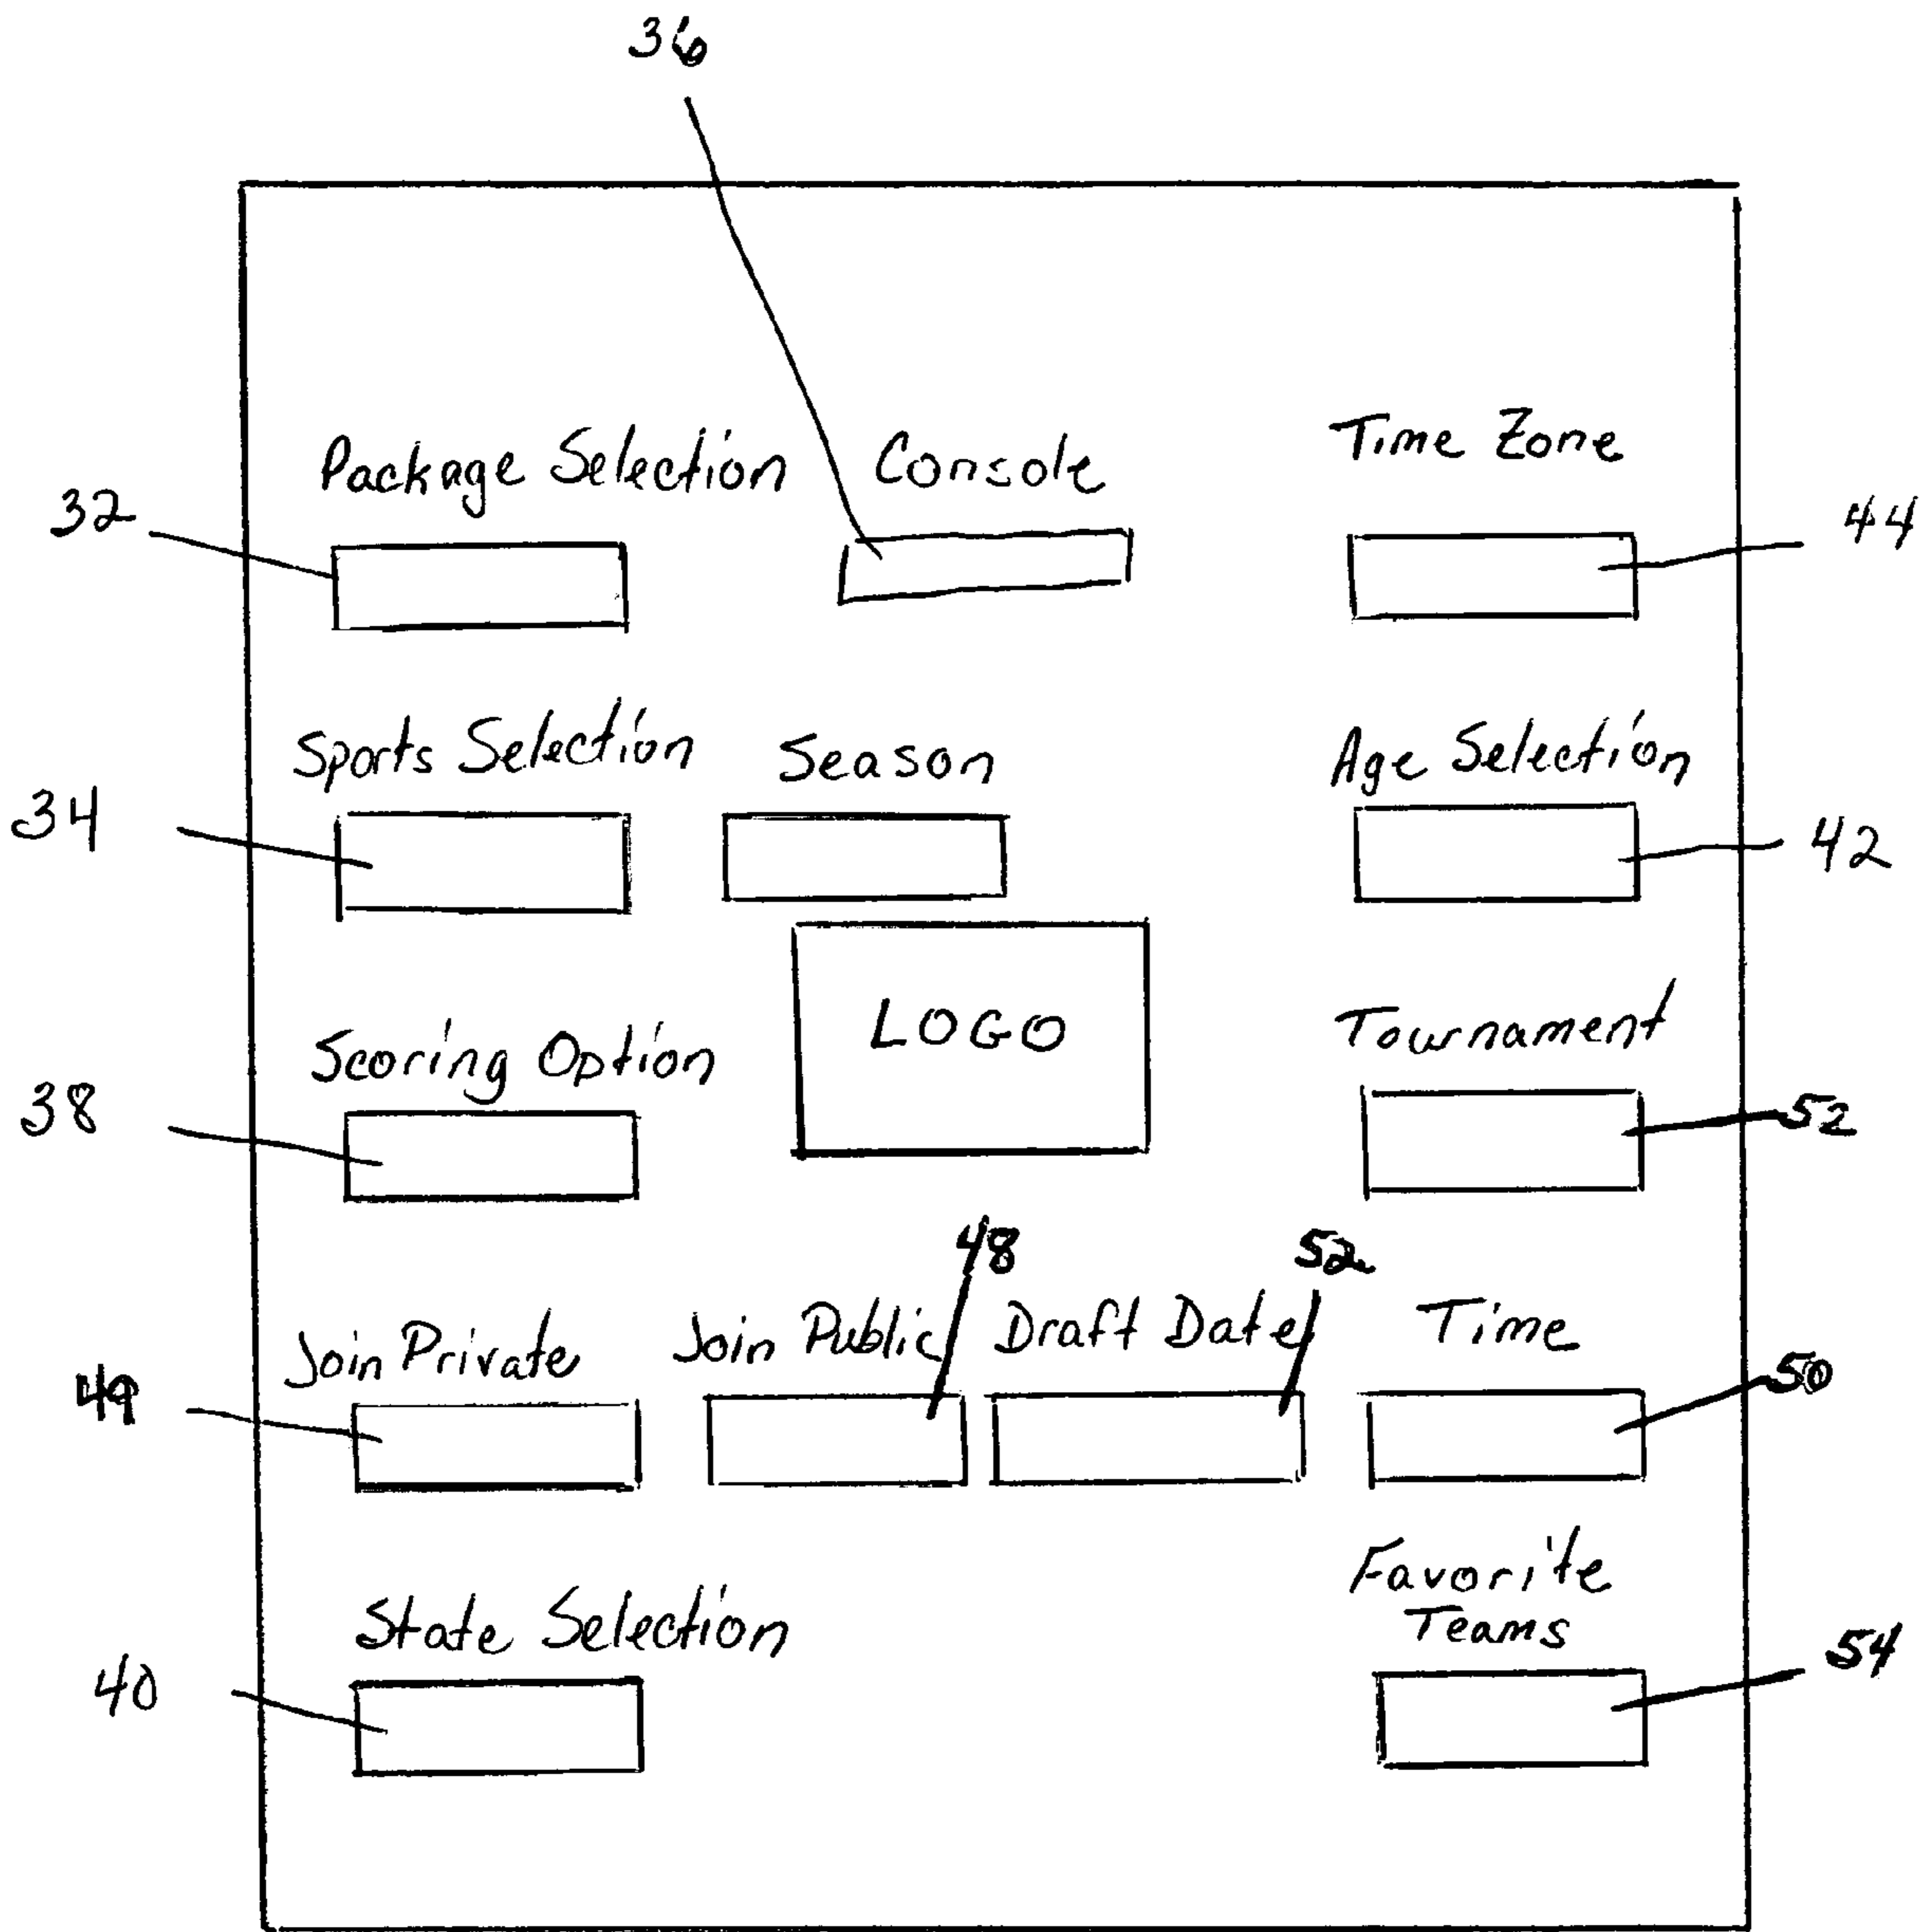 36
Package Selection Console Time Zone
32 44
Sports Selection Season Age Selection
34 42
LOGO
Scoring Option Tournament
38 52
48 52
Join Private Join Public Draft Date Time
49 50
State Selection Favorite
Teams
40 54